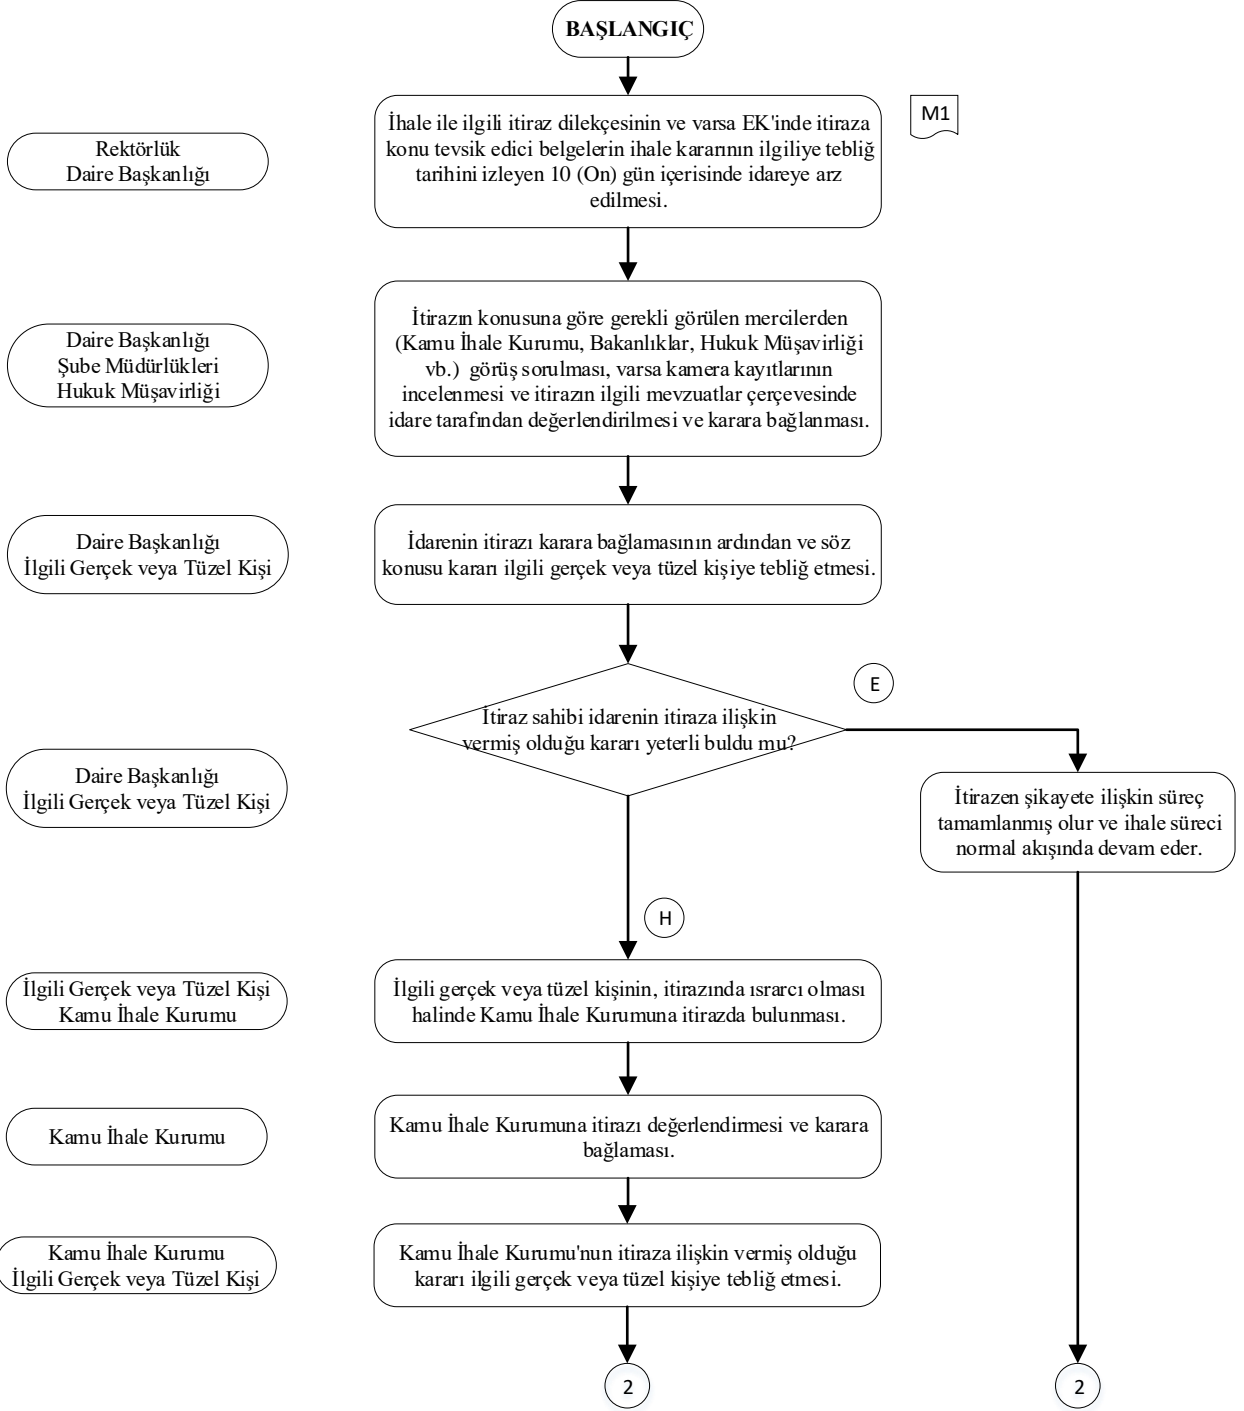 BAŞLANGIÇ
İhale ile ilgili itiraz dilekçesinin ve varsa EK'inde itiraza
konu tevsik edici belgelerin ihale kararının ilgiliye tebliğ
tarihini izleyen 10 (On) gün içerisinde idareye arz
edilmesi.
M1
Rektörlük
Daire Başkanlığı
Daire Başkanlığı
Şube Müdürlükleri
Hukuk Müşavirliği
İtirazın konusuna göre gerekli görülen mercilerden
(Kamu İhale Kurumu, Bakanlıklar, Hukuk Müşavirliği
vb.) görüş sorulması, varsa kamera kayıtlarının
incelenmesi ve itirazın ilgili mevzuatlar çerçevesinde
idare tarafından değerlendirilmesi ve karara bağlanması.
Daire Başkanlığı
İlgili Gerçek veya Tüzel Kişi
İdarenin itirazı karara bağlamasının ardından ve söz
konusu kararı ilgili gerçek veya tüzel kişiye tebliğ etmesi.
E
İtiraz sahibi idarenin itiraza ilişkin
vermiş olduğu kararı yeterli buldu mu?
Daire Başkanlığı
İlgili Gerçek veya Tüzel Kişi
İtirazen şikayete ilişkin süreç
tamamlanmış olur ve ihale süreci
normal akışında devam eder.
H
İlgili Gerçek veya Tüzel Kişi
Kamu İhale Kurumu
İlgili gerçek veya tüzel kişinin, itirazında ısrarcı olması
halinde Kamu İhale Kurumuna itirazda bulunması.
Kamu İhale Kurumu
Kamu İhale Kurumuna itirazı değerlendirmesi ve karara
bağlaması.
Kamu İhale Kurumu
İlgili Gerçek veya Tüzel Kişi
Kamu İhale Kurumu'nun itiraza ilişkin vermiş olduğu
kararı ilgili gerçek veya tüzel kişiye tebliğ etmesi.
2
2